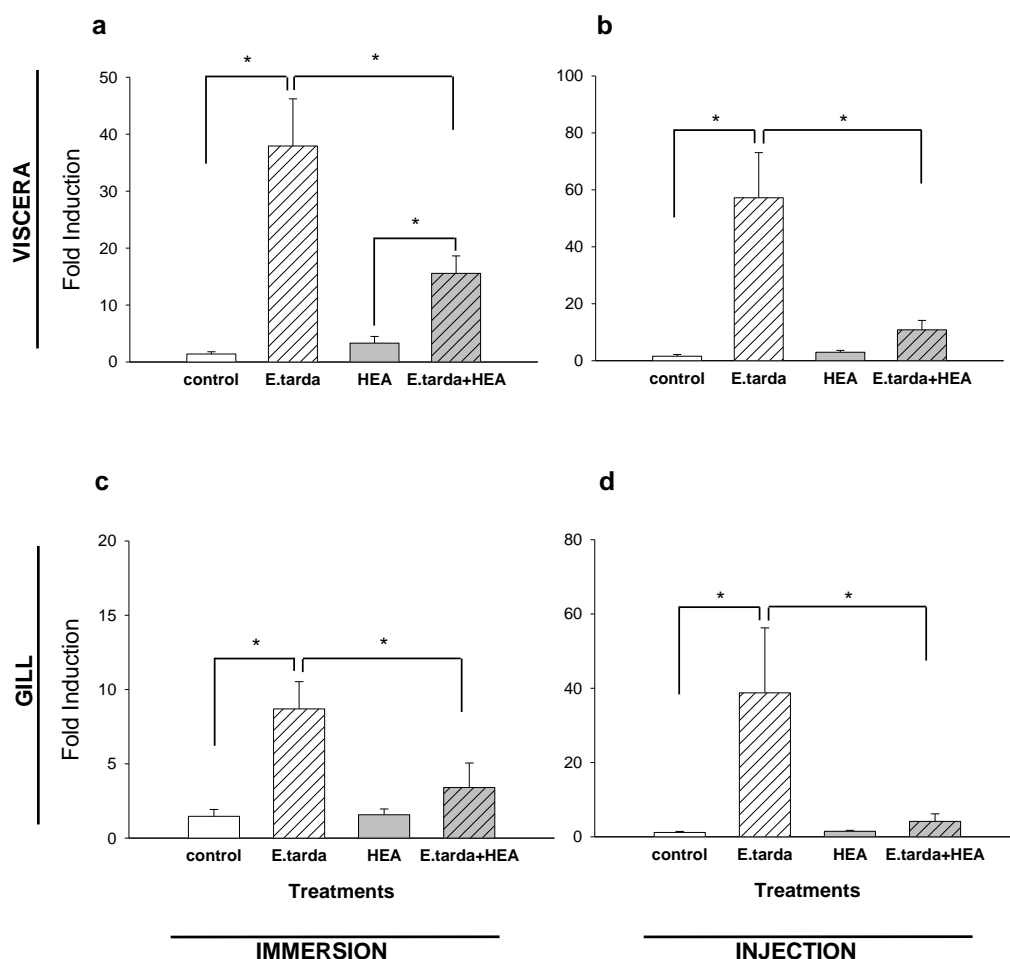 a
b
VISCERA
Fold Induction
50
40
30
20
10
0
*
*
*
control E.tarda HEA E.tarda+HEA
100
80
60
40
20
0
*
*
control E.tarda HEA E.tarda+HEA
c
d
GILL
Fold Induction
20
15
10
5
0
*
*
control E.tarda HEA E.tarda+HEA
Treatments
IMMERSION
80
60
40
20
0
*
*
control E.tarda HEA E.tarda+HEA
Treatments
INJECTION